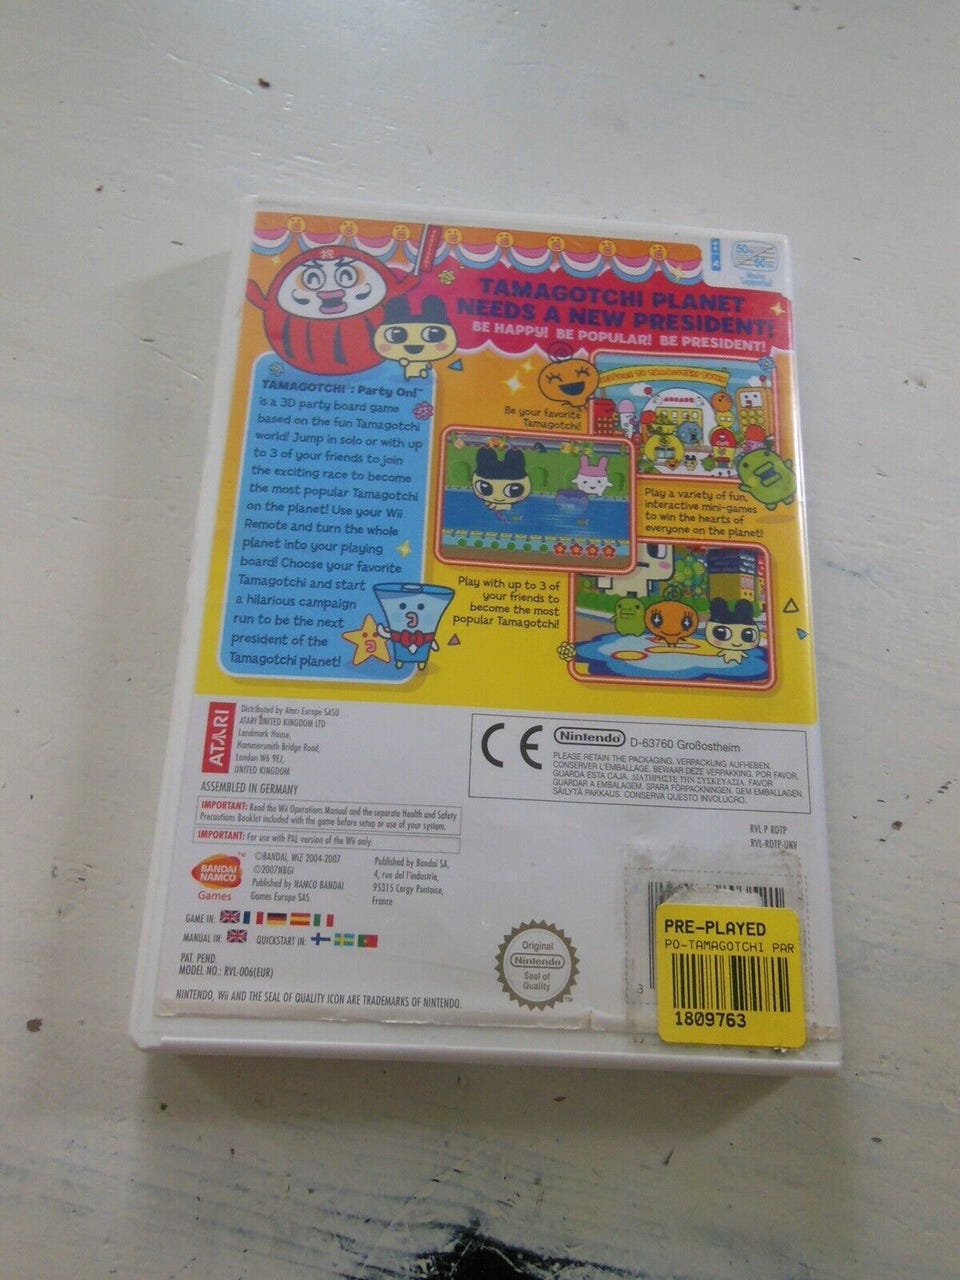 TAMAGOTCHI PLANET
NEEDS A NEW PRESIDENT!
BE HAPPY! BE POPULAR! BE PRESIDENT!
50Hz
60Hz
祝
TAMAGOTCHI™: Party On!™
is a 3D party board game
based on the fun Tamagotchi
world! Jump in solo or with up
to 3 of your friends to join
the exciting race to become
the most popular Tamagotchi
on the planet! Use your Wii
Remote and turn the whole
planet into your playing
board! Choose your favorite
Tamagotchi and start
a hilarious campaign
run to be the next
president of the
Tamagotchi planet!
Be your favorite
Tamagotchi!
ARCADE
CAFE
Play a variety of fun,
interactive mini-games
to win the hearts of
everyone on the planet!
Play with up to 3 of
your friends to
become the most
popular Tamagotchi!
ATARI
Distributed by Atari Europe SASU
ATARI UNITED KINGDOM LTD
Landmark House,
Hammersmith Bridge Road,
London W6 9EJ,
UNITED KINGDOM
ASSEMBLED IN GERMANY
IMPORTANT: Read the Wii Operations Manual and the separate Health and Safety
Precautions Booklet included with the game before setup or use of your system.
IMPORTANT: For use with PAL version of the Wii only.
BANDAI
NAMCO
Games
©BANDAI, WiZ 2004-2007
©2007NBGI
Published by NAMCO BANDAI
Games Europe SAS.
Published by Bandai SA,
4, rue de l'industrie,
95315 Cergy Pontoise,
France
GAME IN:
MANUAL IN: QUICKSTART IN:
PAT. PEND.
MODEL NO.: RVL-006(EUR)
NINTENDO, Wii AND THE SEAL OF QUALITY ICON ARE TRADEMARKS OF NINTENDO.
CE
Nintendo D-63760 Großostheim
PLEASE RETAIN THE PACKAGING. VERPACKUNG AUFHEBEN.
CONSERVER L'EMBALLAGE. BEWAAR DEZE VERPAKKING. POR FAVOR,
GUARDA ESTA CAJA. ΔΙΑΤΗΡΗΣΤΕ ΤΗΝ ΣΥΣΚΕΥΑΣΙΑ. FAVOR
GUARDAR A EMBALAGEM. SPARA FÖRPACKNINGEN. GEM EMBALLAGEN.
SÄILYTÄ PAKKAUS. CONSERVA QUESTO INVOLUCRO.
RVL P RDTP
RVL-RDTP-UNV
Original
Nintendo
Seal of
Quality
TM
3
PRE-PLAYED
PO-TAMAGOTCHI PAR
1809763